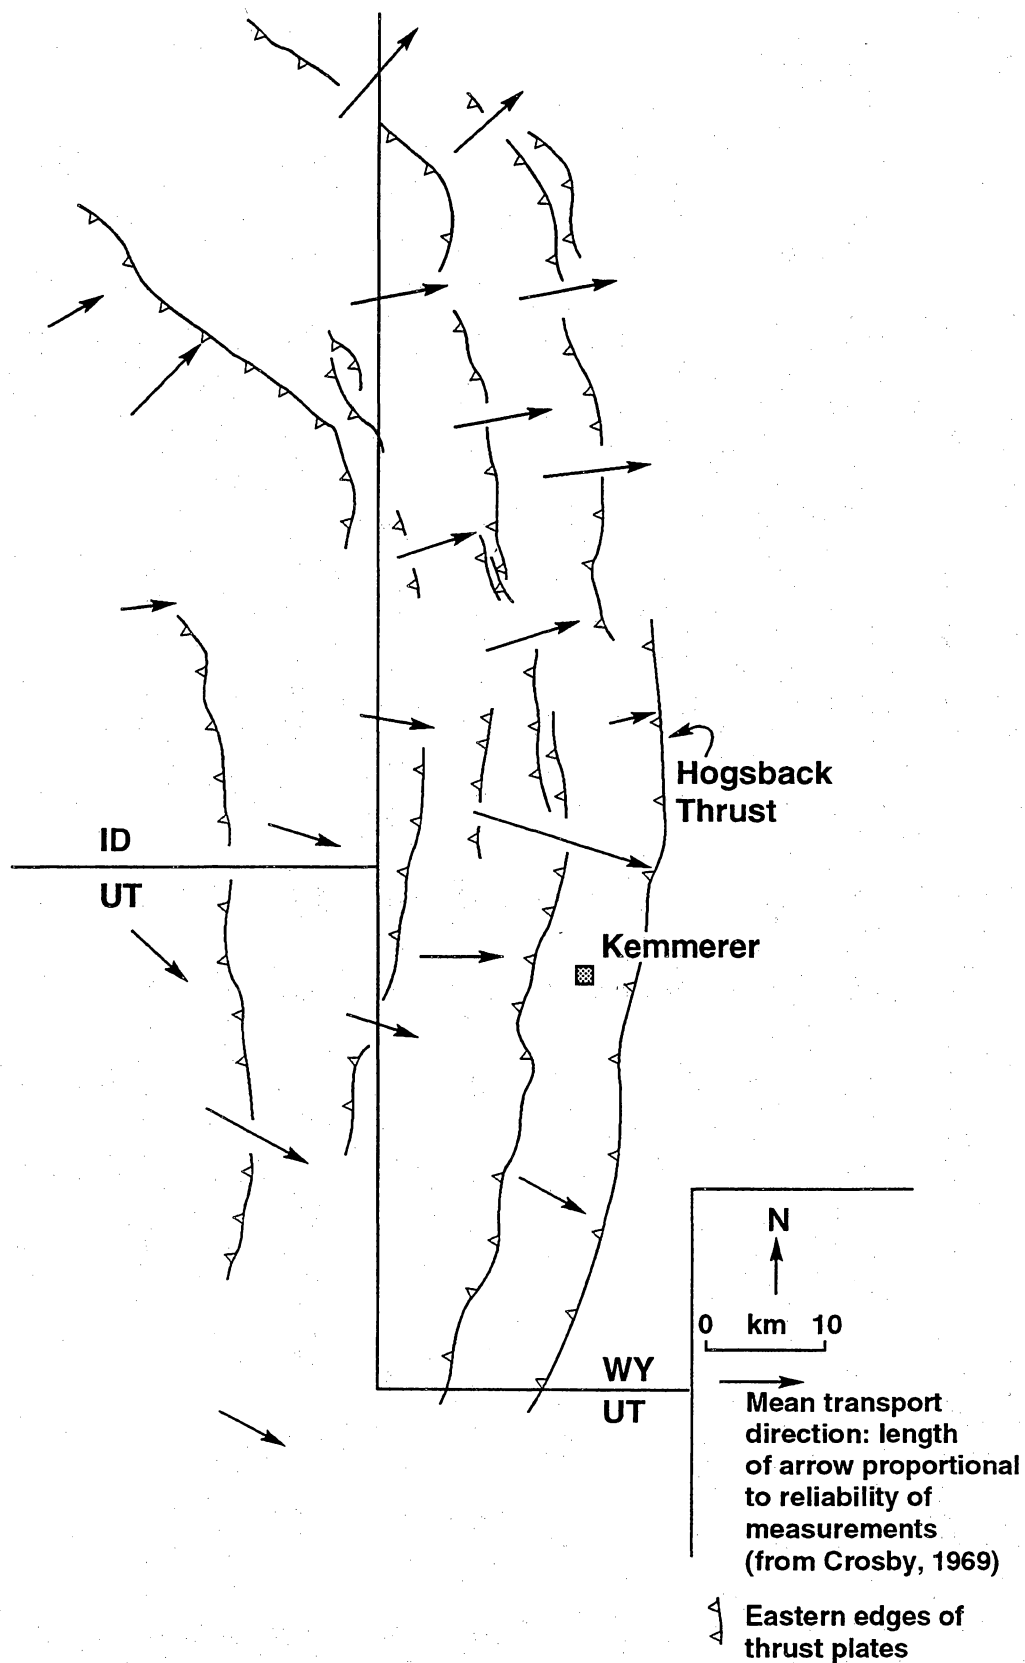 Hogsback
Thrust
ID
UT
Kemmerer
N
0 km 10
WY
UT
Mean transport
direction: length
of arrow proportional
to reliability of
measurements
(from Crosby, 1969)
Eastern edges of
thrust plates